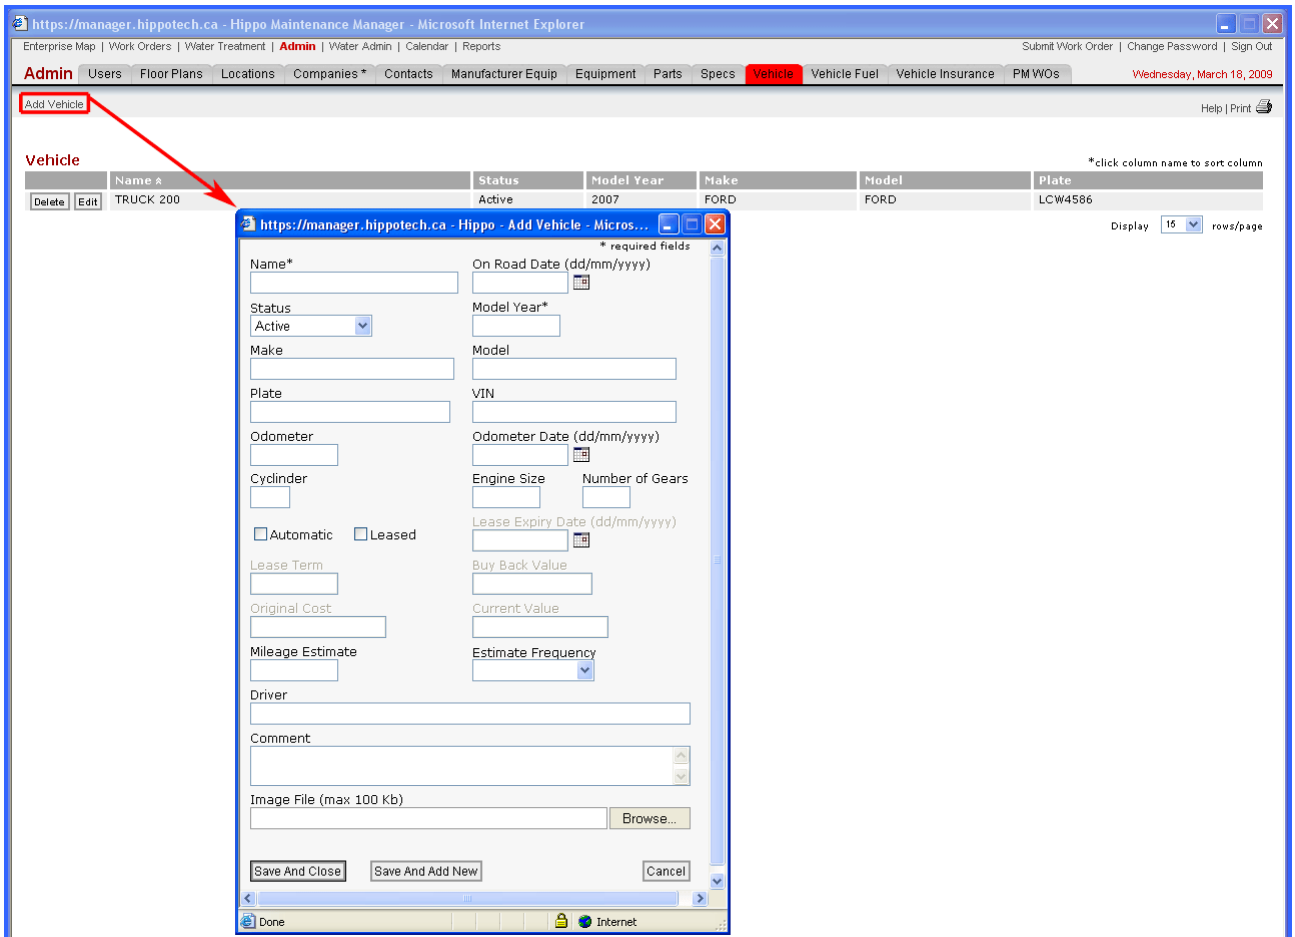 https://manager.hippotech.ca - Hippo Maintenance Manager - Microsoft Internet Explorer
Enterprise Map | Work Orders | Water Treatment | Admin | Water Admin | Calendar | Reports Submit Work Order | Change Password | Sign Out
Admin Users Floor Plans Locations Companies * Contacts Manufacturer Equip Equipment Parts Specs Vehicle Vehicle Fuel Vehicle Insurance PM WOs Wednesday, March 18, 2009
Add Vehicle Help | Print
Vehicle *click column name to sort column
Name Status Model Year Make Model Plate
Delete Edit TRUCK 200 Active 2007 FORD FORD LCW4586
Display 15 rows/page
https://manager.hippotech.ca - Hippo - Add Vehicle - Micros...
* required fields
Name* On Road Date (dd/mm/yyyy)
Status Model Year*
Active
Make Model
Plate VIN
Odometer Odometer Date (dd/mm/yyyy)
Cyclinder Engine Size Number of Gears
Lease Expiry Date (dd/mm/yyyy)
Automatic Leased
Lease Term Buy Back Value
Original Cost Current Value
Mileage Estimate Estimate Frequency
Driver
Comment
Image File (max 100 Kb)
Browse...
Save And Close Save And Add New Cancel
Done Internet